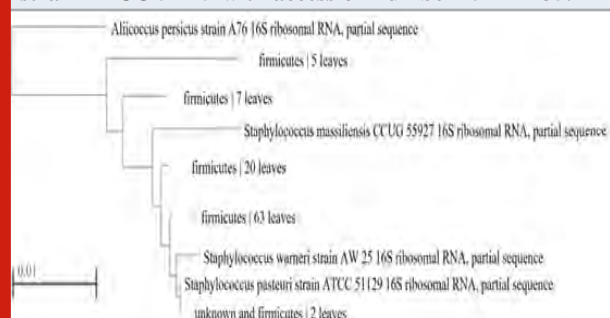 Aliicoccus persicus strain A76 16S ribosomal RNA, partial sequence
firmicutes | 5 leaves
firmicutes | 7 leaves
Staphylococcus massiliensis CCUG 55927 16S ribosomal RNA, partial sequence
firmicutes | 20 leaves
firmicutes | 63 leaves
Staphylococcus warneri strain AW 25 16S ribosomal RNA, partial sequence
0.01
Staphylococcus pasteuri strain ATCC 51129 16S ribosomal RNA, partial sequence
unknown and firmicutes | 2 leaves